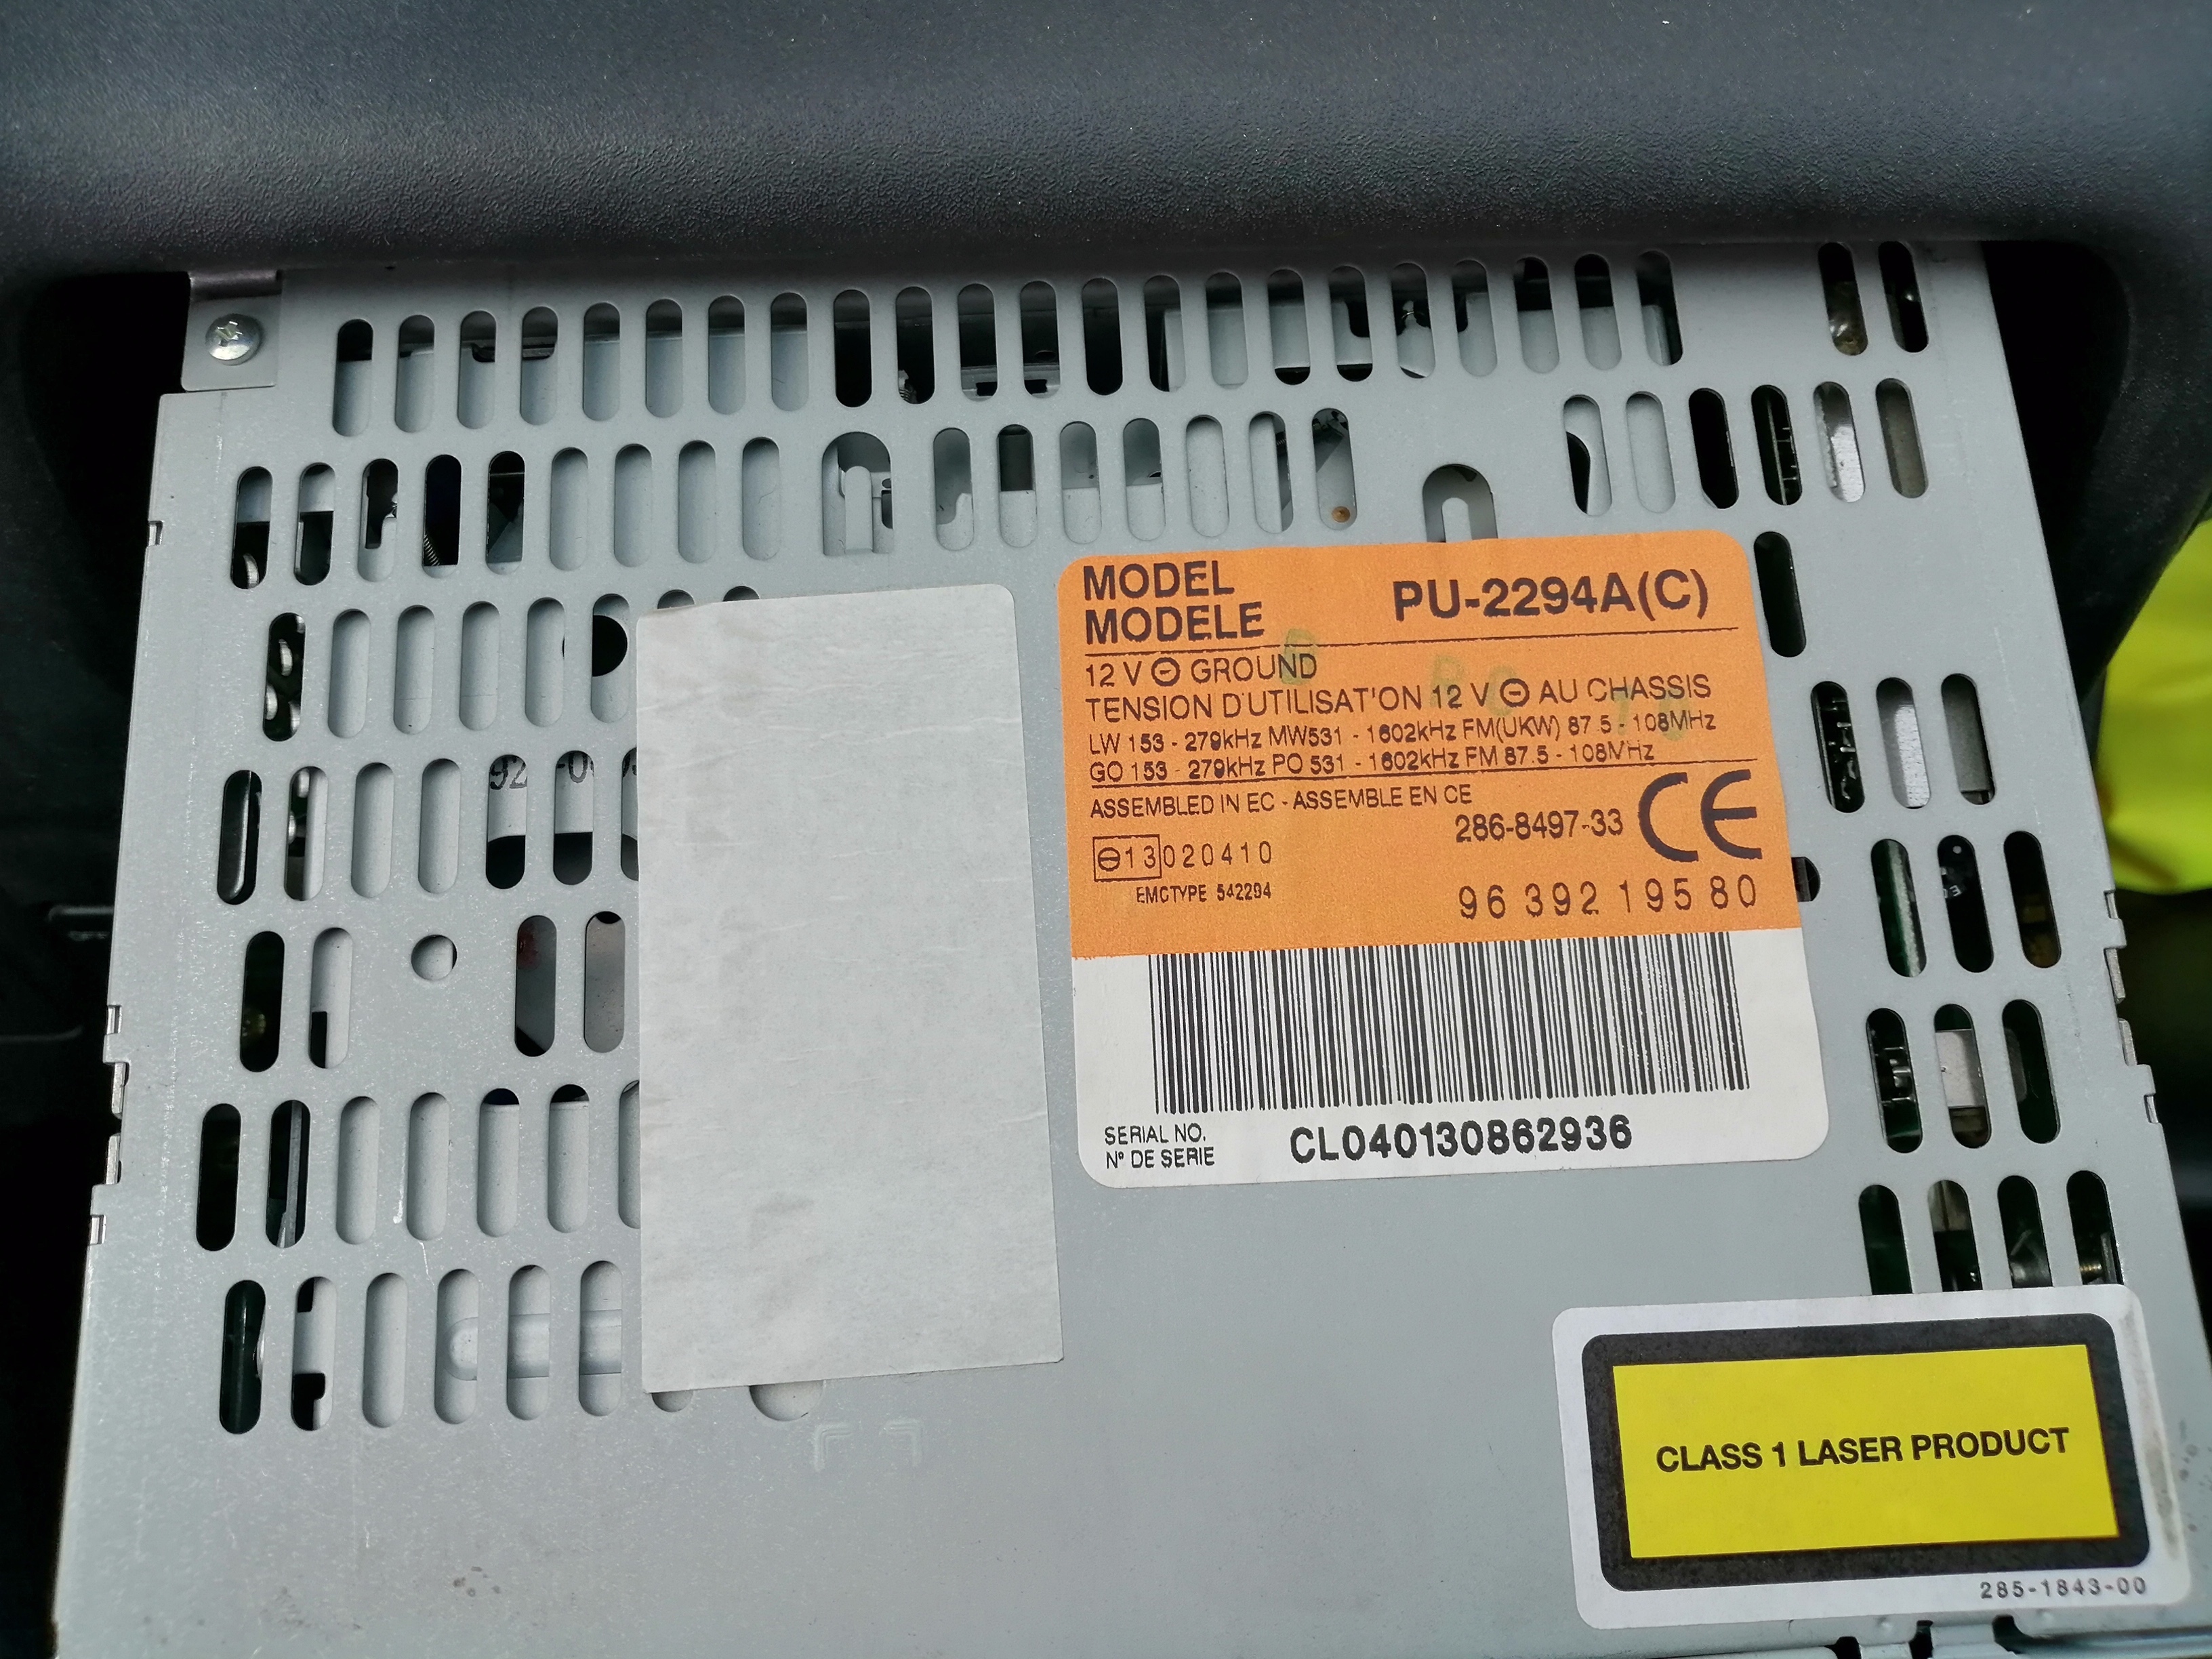 MODEL
MODELE
PU-2294A(C)
12 V ⊖ GROUND
TENSION D'UTILISAT'ON 12 V ⊖ AU CHASSIS
LW 153 - 279kHz MW531 - 1602kHz FM(UKW) 87.5 - 108MHz
GO 153 - 279kHz PO 531 - 1602kHz FM 87.5 - 108MHz
ASSEMBLED IN EC - ASSEMBLE EN CE
286-8497-33
CE
⊖13020410
EMCTYPE 542294
96 392 195 80
SERIAL NO.
N° DE SERIE
CL040130862936
CLASS 1 LASER PRODUCT
285-1843-00